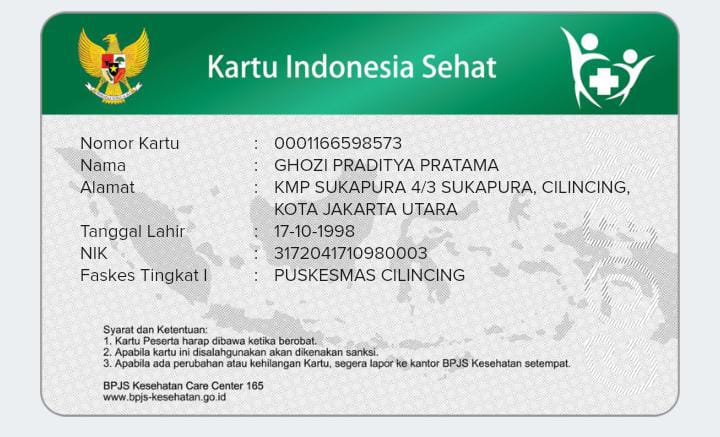 Kartu Indonesia Sehat
Nomor Kartu : 0001166598573
Nama : GHOZI PRADITYA PRATAMA
Alamat : KMP SUKAPURA 4/3 SUKAPURA, CILINCING,
KOTA JAKARTA UTARA
Tanggal Lahir : 17-10-1998
NIK : 3172041710980003
Faskes Tingkat I : PUSKESMAS CILINCING
Syarat dan Ketentuan:
1. Kartu Peserta harap dibawa ketika berobat.
2. Apabila kartu ini disalahgunakan akan dikenakan sanksi.
3. Apabila ada perubahan atau kehilangan Kartu, segera lapor ke kantor BPJS Kesehatan setempat.
BPJS Kesehatan Care Center 165
www.bpjs-kesehatan.go.id